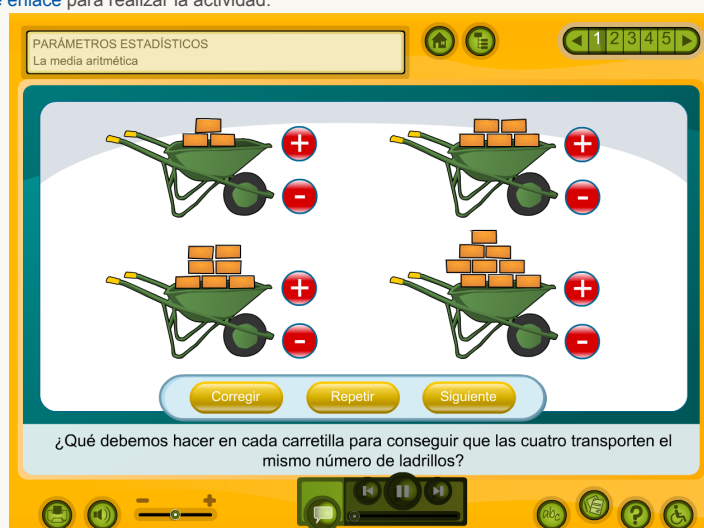 e enlace para realizar la actividad.
PARÁMETROS ESTADÍSTICOS
La media aritmética
1 2 3 4 5
+
+
-
-
+
+
-
-
Corregir Repetir Siguiente
¿Qué debemos hacer en cada carretilla para conseguir que las cuatro transporten el
mismo número de ladrillos?
- +
abc ?